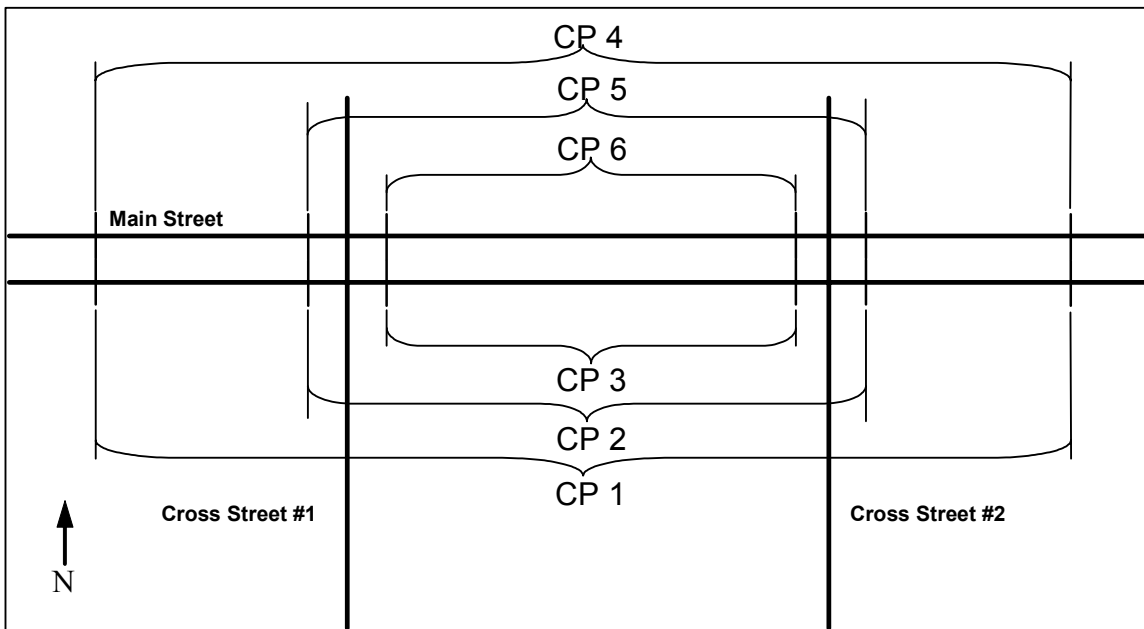 CP 4
CP 5
CP 6
Main Street
CP 3
CP 2
CP 1
Cross Street #1
Cross Street #2
N